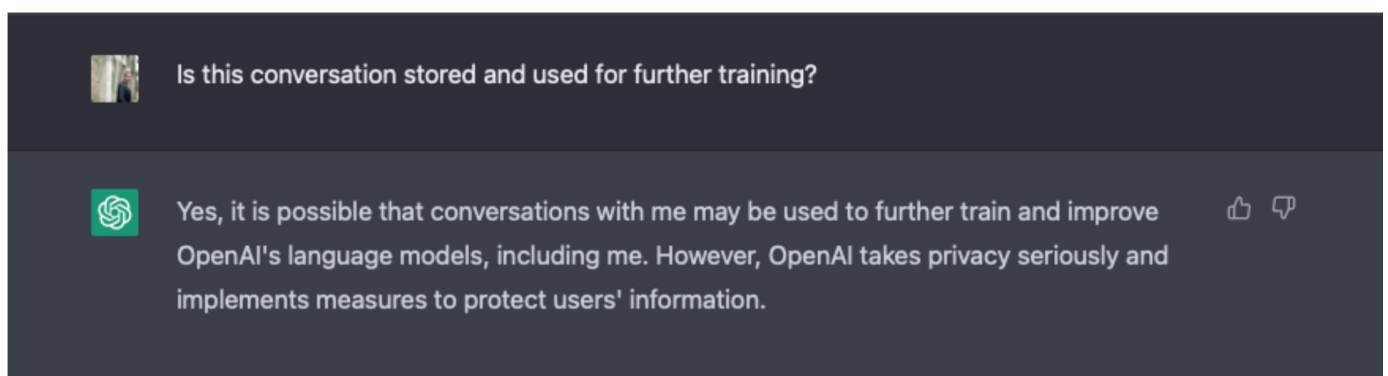 Is this conversation stored and used for further training?
Yes, it is possible that conversations with me may be used to further train and improve
OpenAI's language models, including me. However, OpenAI takes privacy seriously and
implements measures to protect users' information.